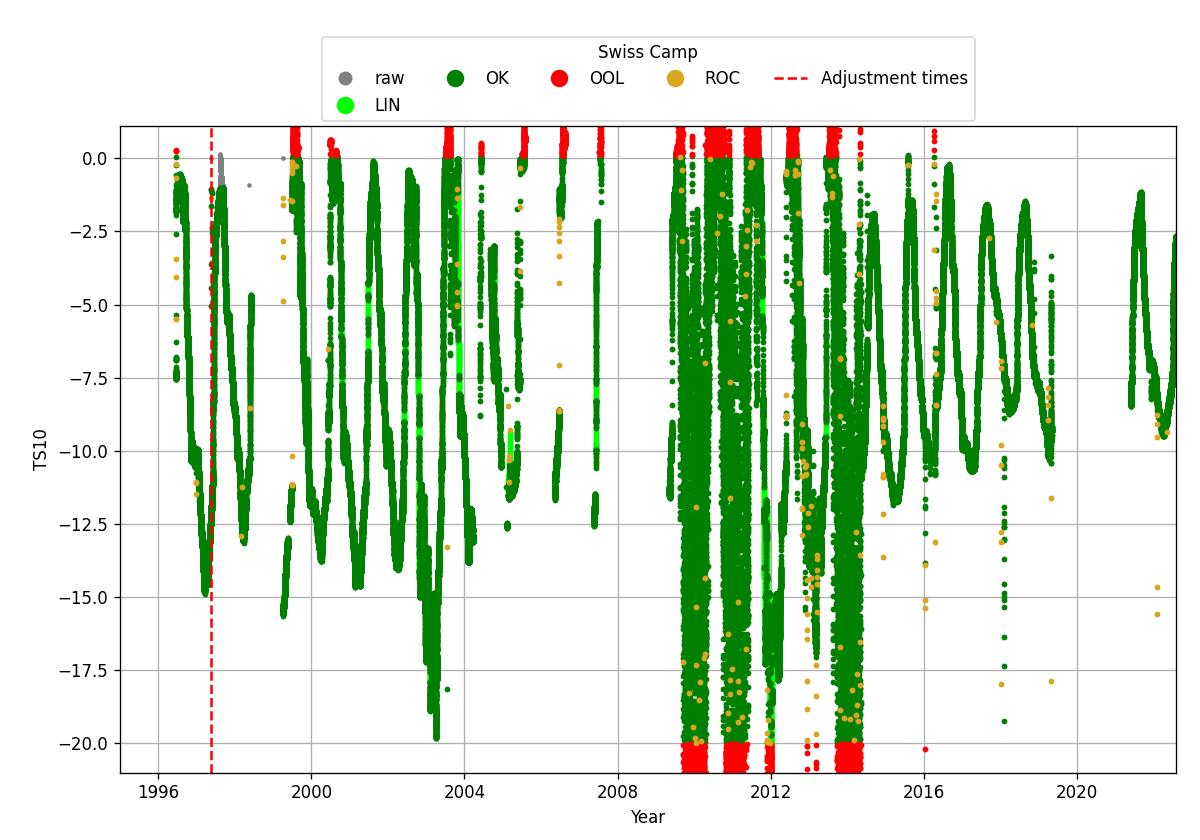 Swiss Camp
raw OK OOL ROC Adjustment times
LIN
0.0
−2.5
−5.0
−7.5
−10.0
−12.5
−15.0
−17.5
−20.0
TS10
1996 2000 2004 2008 2012 2016 2020
Year